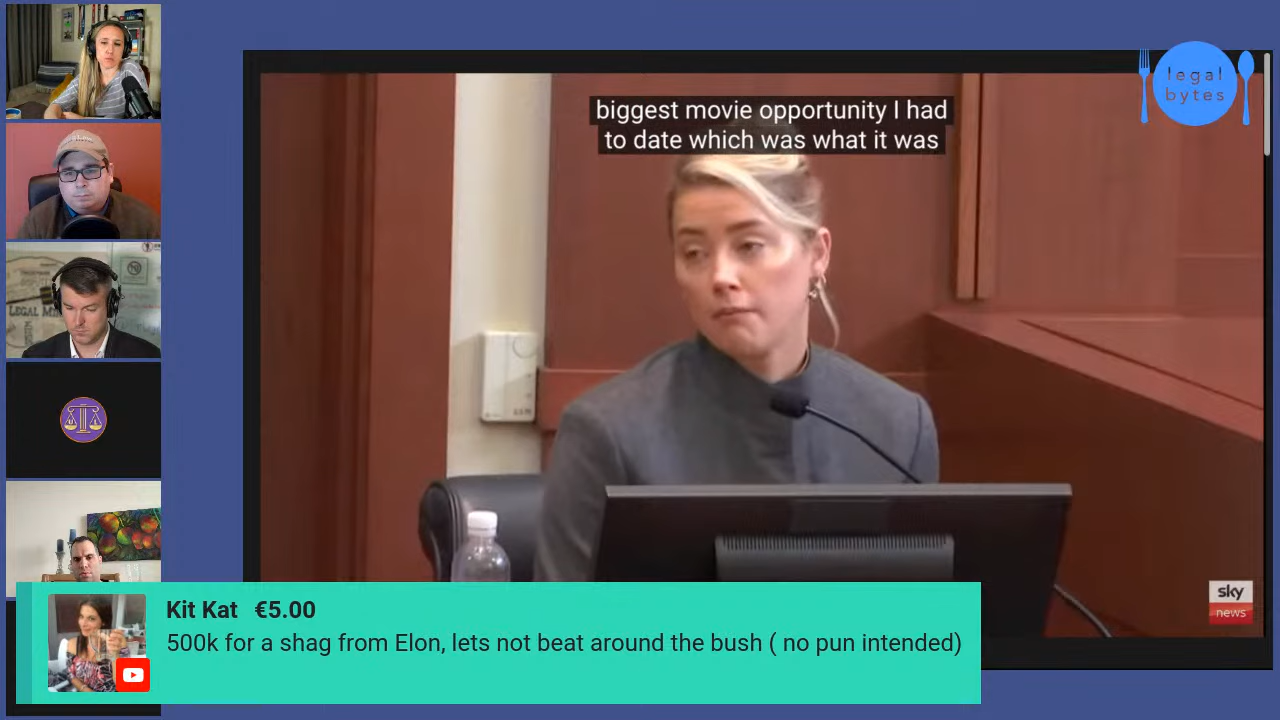 legal
bytes
biggest movie opportunity I had
to date which was what it was
LEGAL
sky
news
Kit Kat €5.00
500k for a shag from Elon, lets not beat around the bush ( no pun intended)